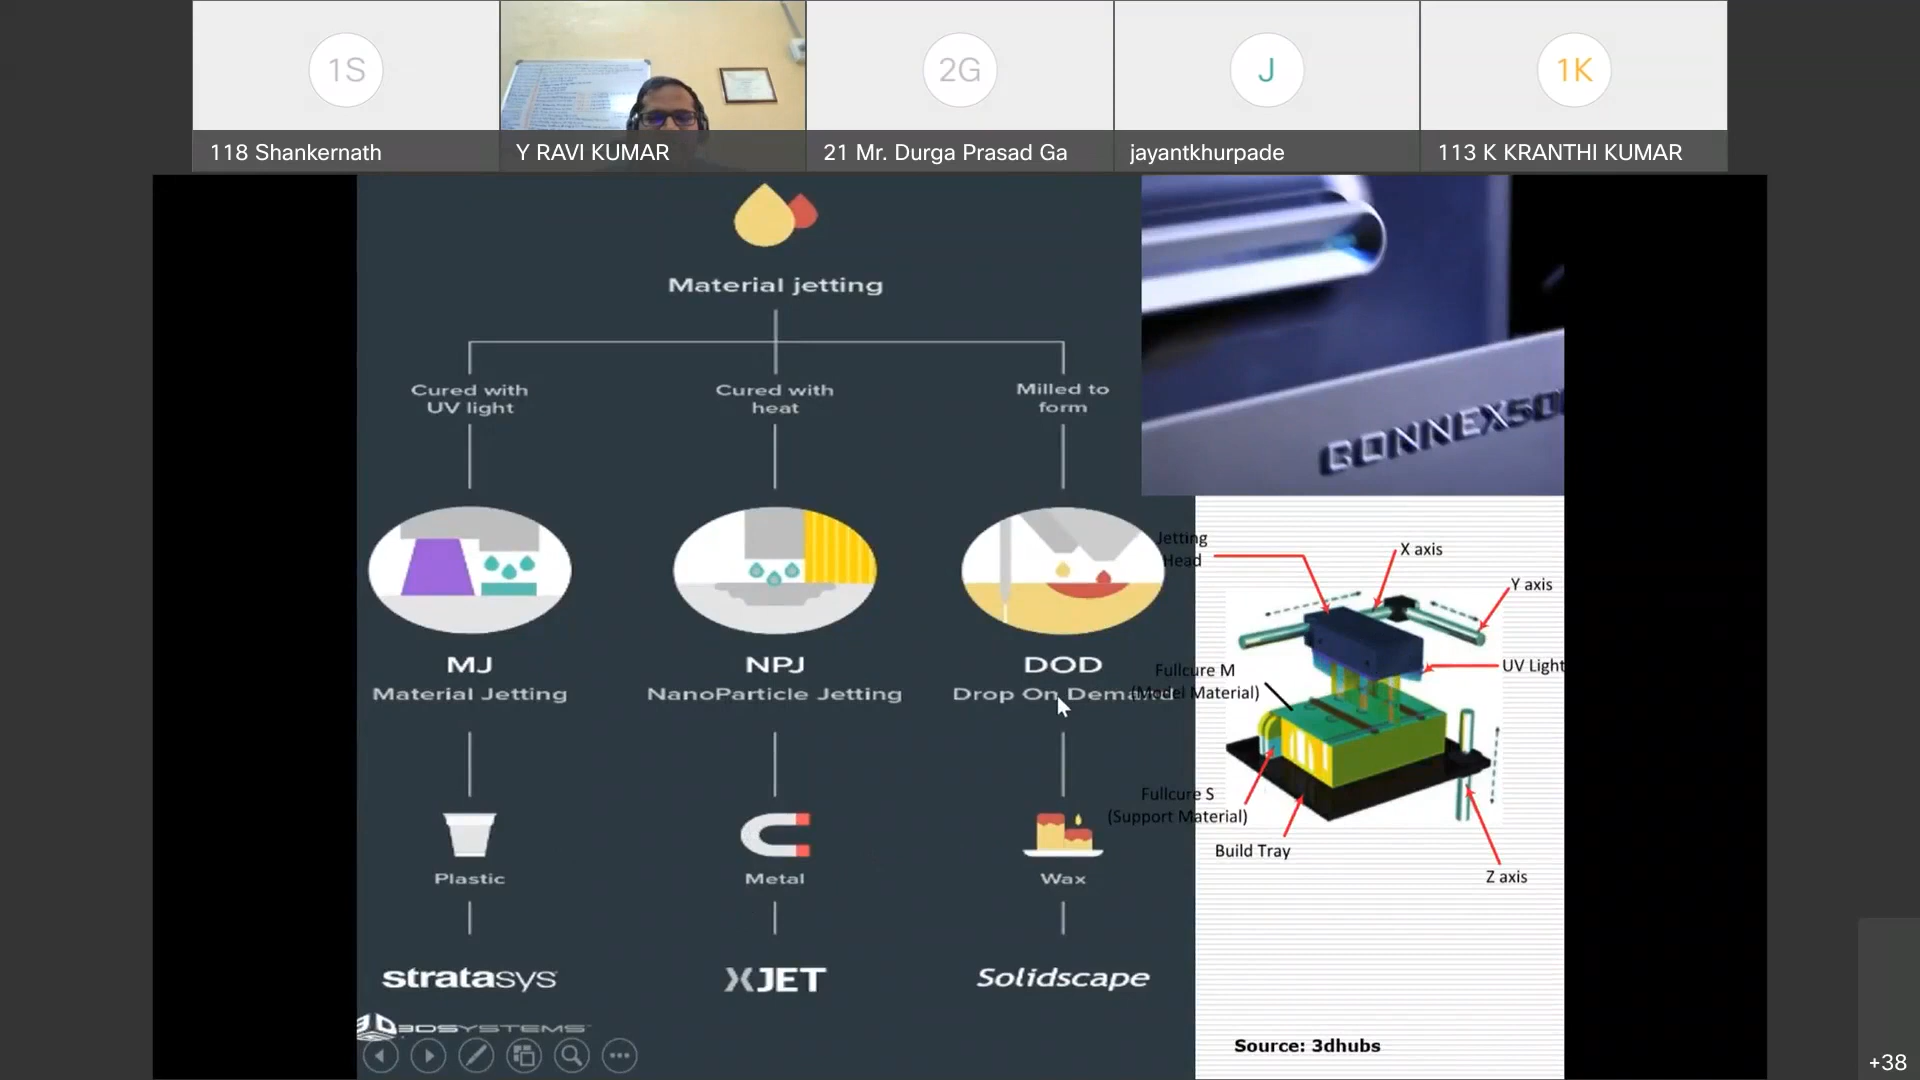 1S
2G
J
1K
118 Shankernath
Y RAVI KUMAR
21 Mr. Durga Prasad Ga
jayantkhurpade
113 K KRANTHI KUMAR
Material jetting
Cured with
UV light
Cured with
heat
Milled to
form
CONNEX50
MJ
Material Jetting
NPJ
NanoParticle Jetting
DOD
Drop On Demand
Plastic
Metal
Wax
stratasys
XJET
Solidscape
3DSYSTEMS
Jetting
Head
X axis
Y axis
UV Light
Fullcure M
(Model Material)
Fullcure S
(Support Material)
Build Tray
Z axis
Source: 3dhubs
+38